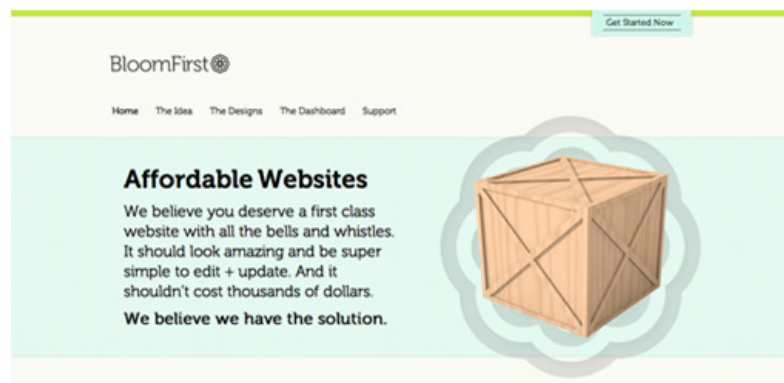 Get Started Now
BloomFirst
Home The Idea The Designs The Dashboard Support
Affordable Websites
We believe you deserve a first class
website with all the bells and whistles.
It should look amazing and be super
simple to edit + update. And it
shouldn't cost thousands of dollars.
We believe we have the solution.